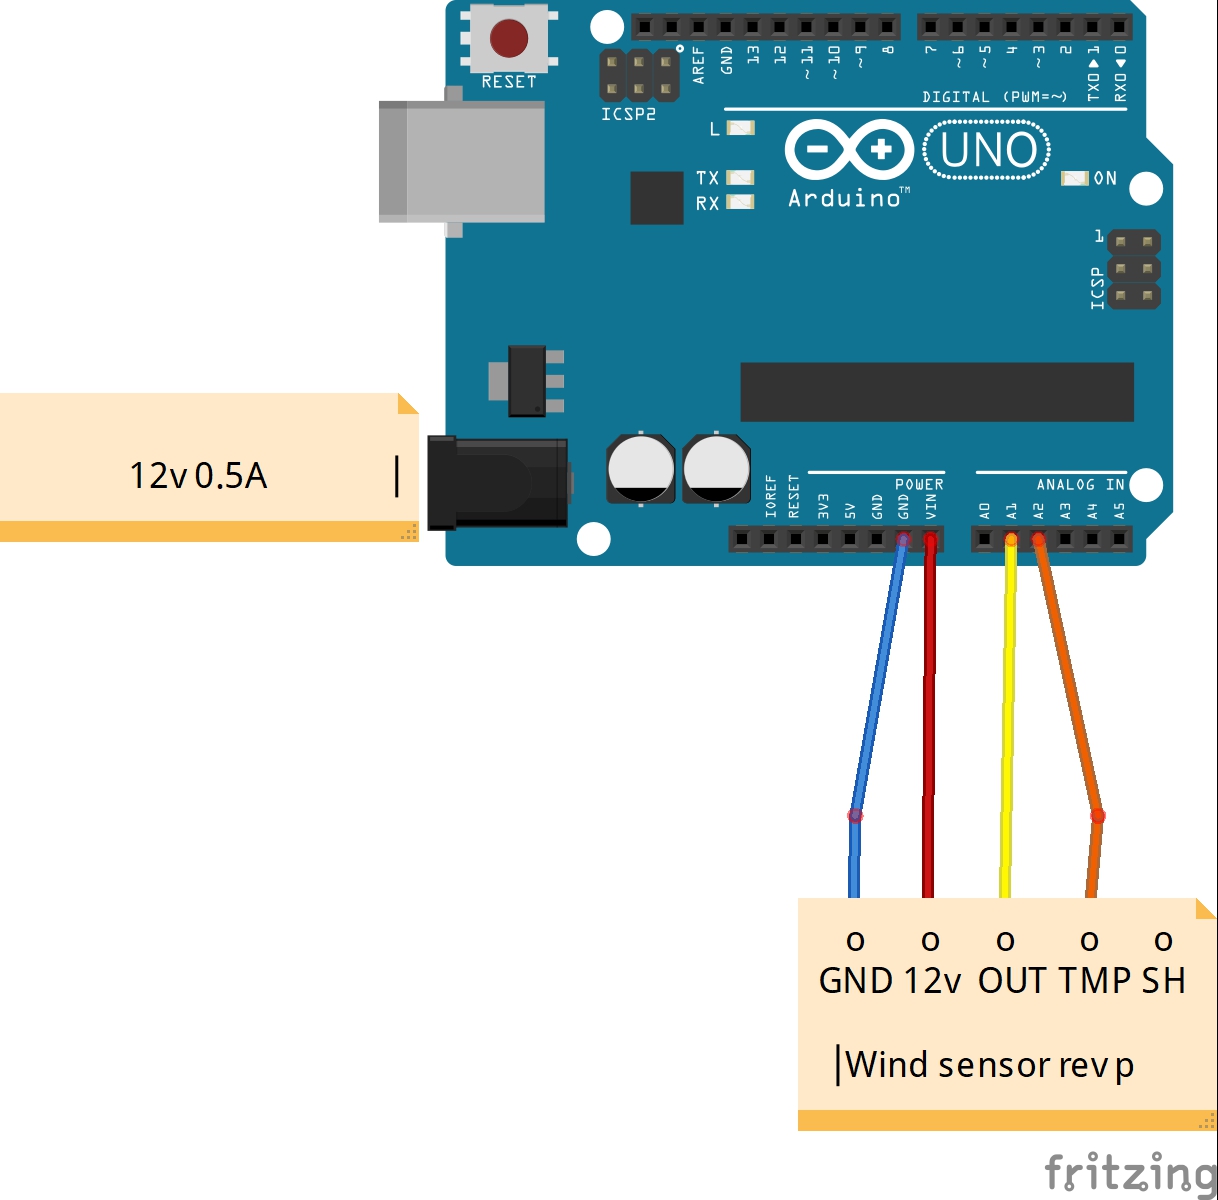 RESET
ICSP2
AREF
GND
13
12
~11
~10
~9
8
7
~6
~5
4
~3
2
TX0▶1
RX0◀0
DIGITAL (PWM=~)
L
TX
RX
UNO
Arduino™
ON
1
ICSP
12v 0.5A
IOREF
RESET
3V3
5V
GND
GND
VIN
POWER
ANALOG IN
A0
A1
A2
A3
A4
A5
o o o o o
GND 12v OUT TMP SH
|Wind sensor rev p
fritzing